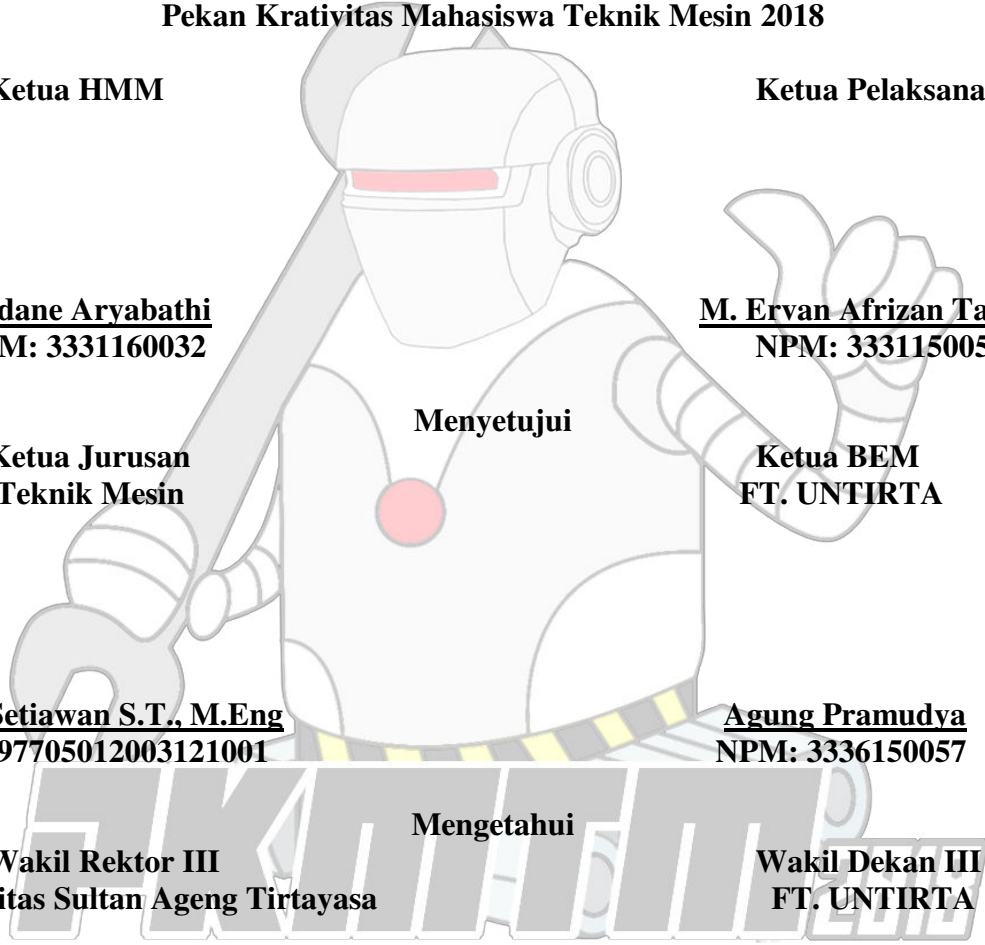 Pekan Krativitas Mahasiswa Teknik Mesin 2018
Ketua HMM Ketua Pelaksana
dane Aryabathi M. Ervan Afrizan Ta
M: 3331160032 NPM: 333115005
Menyetujui
Ketua Jurusan Ketua BEM
Teknik Mesin FT. UNTIRTA
Setiawan S.T., M.Eng Agung Pramudya
97705012003121001 NPM: 3336150057
Mengetahui
Wakil Rektor III Wakil Dekan III
itas Sultan Ageng Tirtayasa FT. UNTIRTA
PKMTM 2018